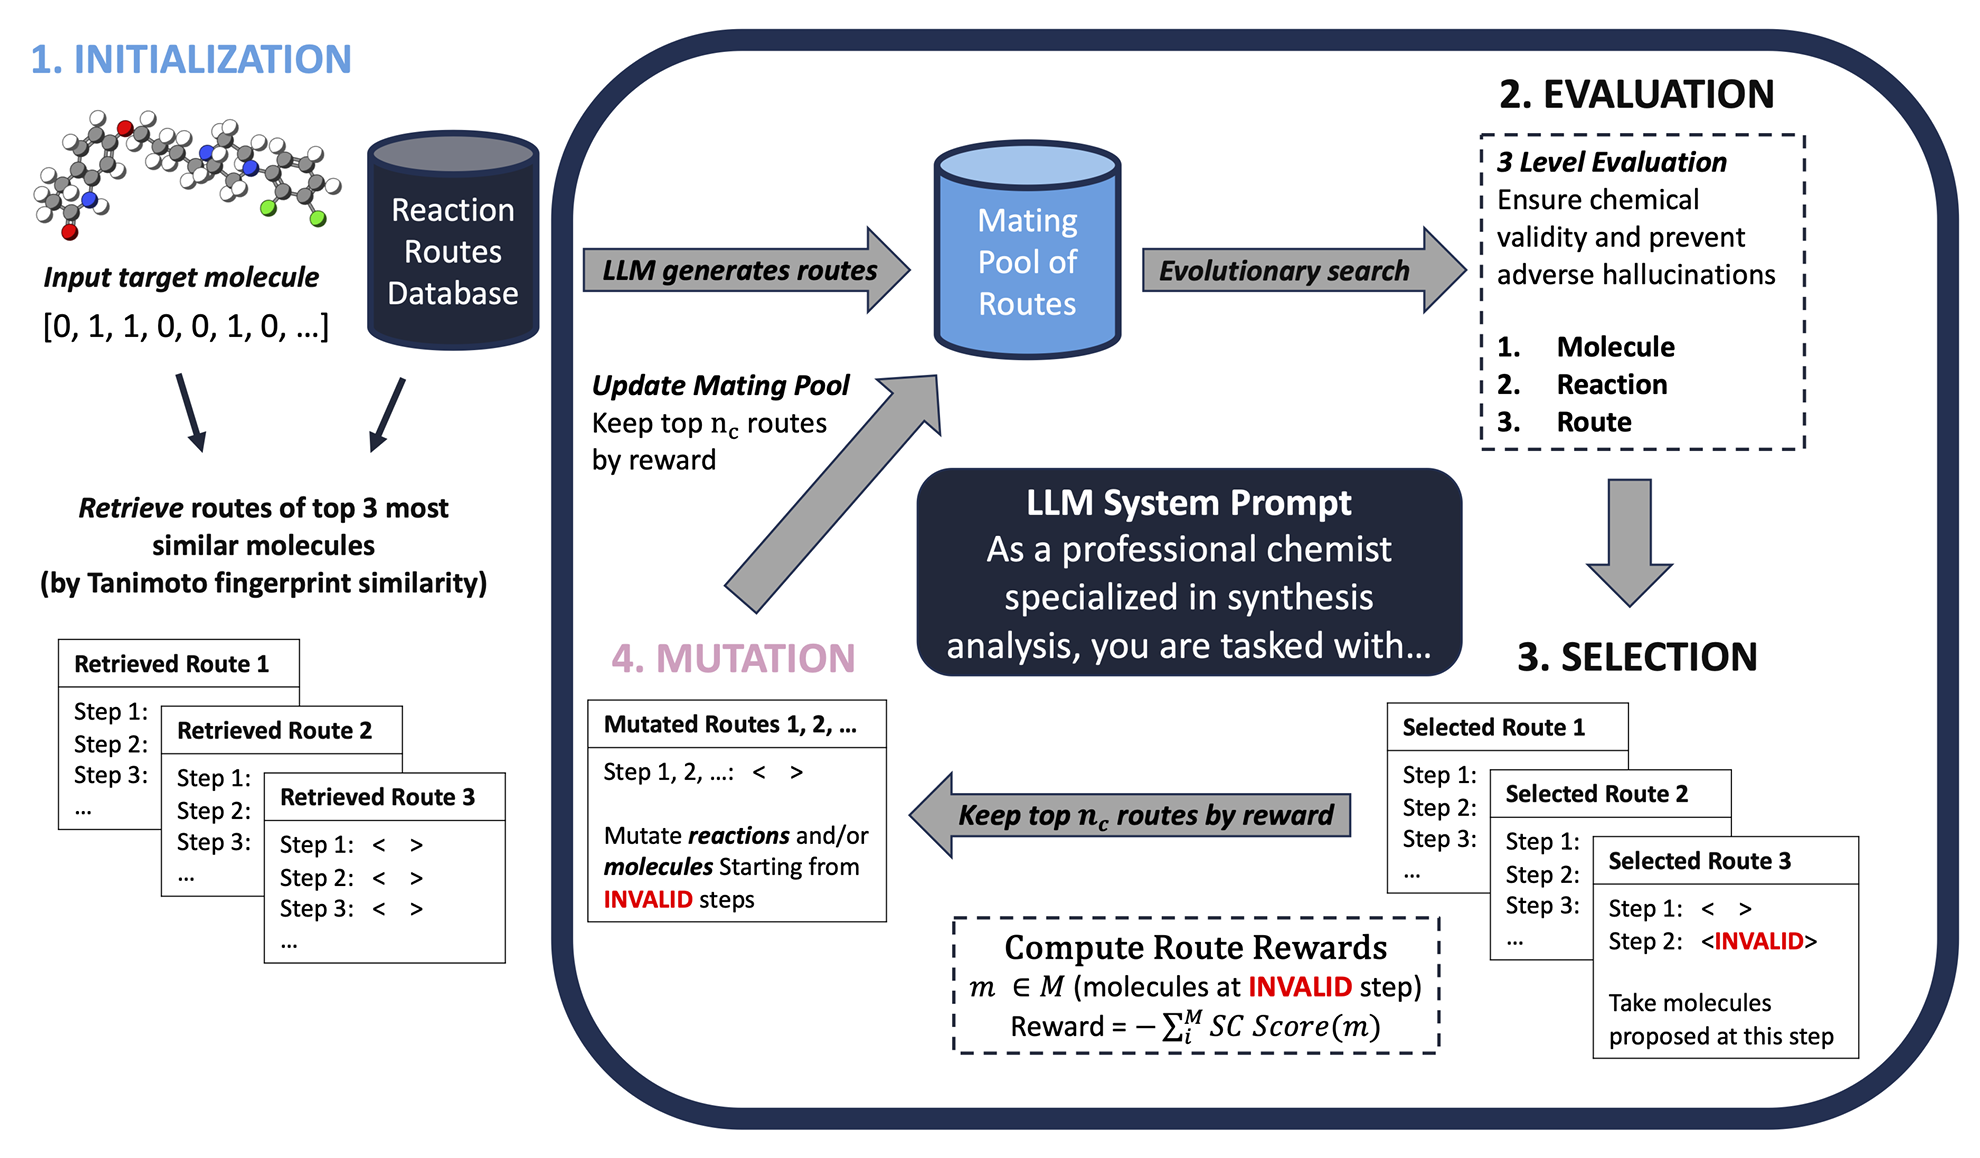 1. INITIALIZATION
Input target molecule
[0, 1, 1, 0, 0, 1, 0, ...]
Reaction
Routes
Database
Retrieve routes of top 3 most
similar molecules
(by Tanimoto fingerprint similarity)
Retrieved Route 1
Step 1:
Step 2:
Step 3:
...
Retrieved Route 2
Step 1:
Step 2:
Step 3:
...
Retrieved Route 3
Step 1: < >
Step 2: < >
Step 3: < >
...
LLM generates routes
Mating
Pool of
Routes
Evolutionary search
2. EVALUATION
3 Level Evaluation
Ensure chemical
validity and prevent
adverse hallucinations
1. Molecule
2. Reaction
3. Route
Update Mating Pool
Keep top n_c routes
by reward
LLM System Prompt
As a professional chemist
specialized in synthesis
analysis, you are tasked with...
3. SELECTION
Selected Route 1
Step 1:
Step 2:
Step 3:
...
Selected Route 2
Step 1:
Step 2:
Step 3:
...
Selected Route 3
Step 1: < >
Step 2: <INVALID>
Take molecules
proposed at this step
Keep top n_c routes by reward
Compute Route Rewards
m ∈ M (molecules at INVALID step)
Reward = − ∑_i^M SC Score(m)
4. MUTATION
Mutated Routes 1, 2, ...
Step 1, 2, ...: < >
Mutate reactions and/or
molecules Starting from
INVALID steps